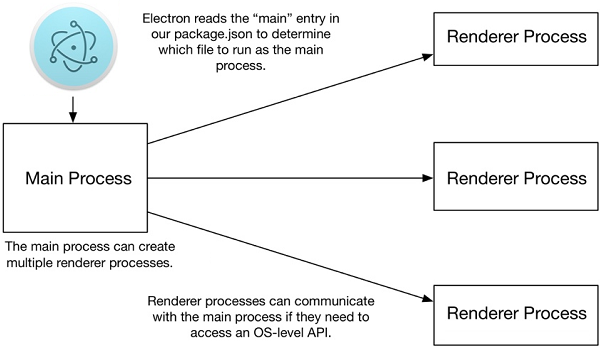 Electron reads the “main” entry in
our package.json to determine
which file to run as the main
process.
Renderer Process
Main Process
Renderer Process
The main process can create
multiple renderer processes.
Renderer processes can communicate
with the main process if they need to
access an OS-level API.
Renderer Process